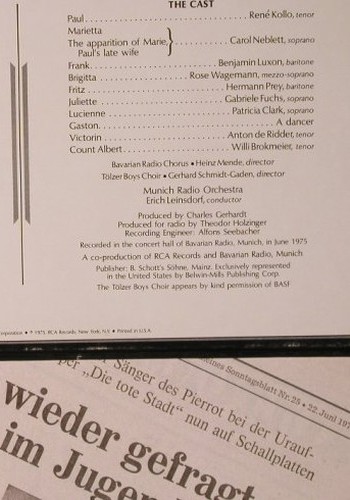 THE CAST
Paul . . . . . . . . . . . . . . . . . . . . . . . . René Kollo, tenor
Marietta
The apparition of Marie, } . . . . . . . . Carol Neblett, soprano
Paul's late wife
Frank . . . . . . . . . . . . . . . . . . Benjamin Luxon, baritone
Brigitta . . . . . . . . . . . Rose Wagemann, mezzo-soprano
Fritz . . . . . . . . . . . . . . . . . . . . Hermann Prey, baritone
Juliette . . . . . . . . . . . . . . . . . . Gabriele Fuchs, soprano
Lucienne . . . . . . . . . . . . . . . . Patricia Clark, soprano
Gaston . . . . . . . . . . . . . . . . . . . . . . . . . . A dancer
Victorin . . . . . . . . . . . . . . . . . Anton de Ridder, tenor
Count Albert . . . . . . . . . . . . . . Willi Brokmeier, tenor
Bavarian Radio Chorus • Heinz Mende, director
Tölzer Boys Choir • Gerhard Schmidt-Gaden, director
Munich Radio Orchestra
Erich Leinsdorf, conductor
Produced by Charles Gerhardt
Produced for radio by Theodor Holzinger
Recording Engineer: Alfons Seebacher
Recorded in the concert hall of Bavarian Radio, Munich, in June 1975
A co-production of RCA Records and Bavarian Radio, Munich
Publisher: B. Schott's Söhne, Mainz. Exclusively represented
in the United States by Belwin-Mills Publishing Corp.
The Tölzer Boys Choir appears by kind permission of BASF
• ℗ 1975, RCA Records, New York, N.Y. • Printed in U.S.A.
Sonntagsblatt Nr. 25 • 22. Juni
Sänger des Pierrot bei der Urauf-
„Die tote Stadt" nun auf Schallplatten
wieder gefragt
im